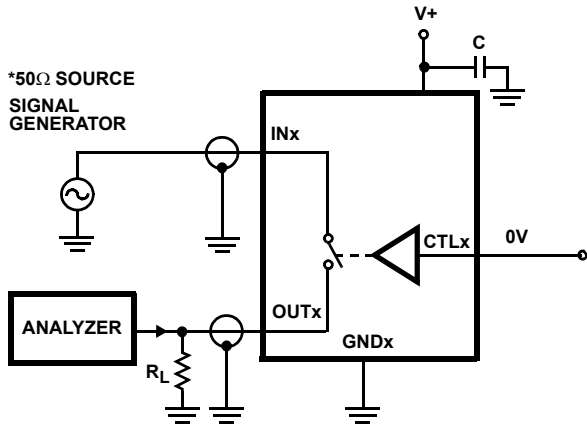 V+
C
*50Ω SOURCE
SIGNAL
GENERATOR
INx
CTLx
0V
OUTx
ANALYZER
GNDx
RL